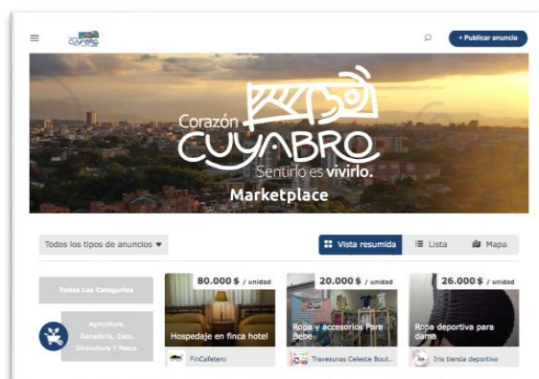 CUYABRO
+ Publicar anuncio
Corazón
CUYABRO
Sentirlo es vivirlo.
Marketplace
Todos los tipos de anuncios ▼
Vista resumida
Lista
Mapa
Todas Las Categorías
80.000 $ / unidad
20.000 $ / unidad
26.000 $ / unidad
Agricultura,
Ganadería, Caza,
Silvicultura Y Pesca.
Hospedaje en finca hotel
Ropa y accesorios Para
Bebe
Ropa deportiva para
dama
FinCafetero
Travesuras Celeste Bout...
Iris tienda deportiva